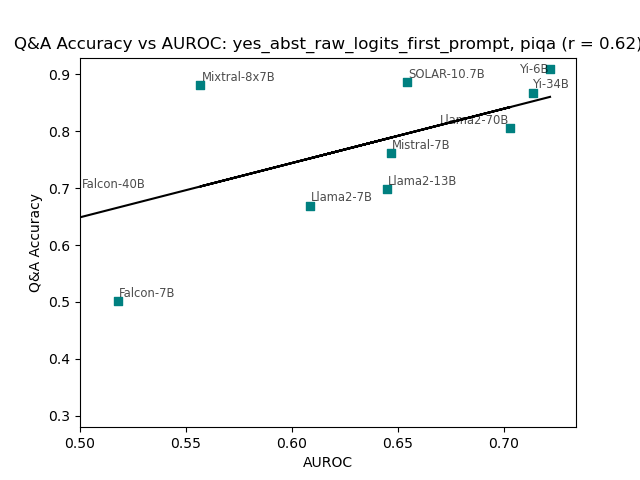 Q&A Accuracy vs AUROC: yes_abst_raw_logits_first_prompt, piqa (r = 0.62)
Yi-6B
SOLAR-10.7B
Mixtral-8x7B
Yi-34B
Llama2-70B
Mistral-7B
Falcon-40B
Llama2-13B
Llama2-7B
Falcon-7B
0.9
0.8
0.7
0.6
0.5
0.4
0.3
Q&A Accuracy
0.50 0.55 0.60 0.65 0.70
AUROC